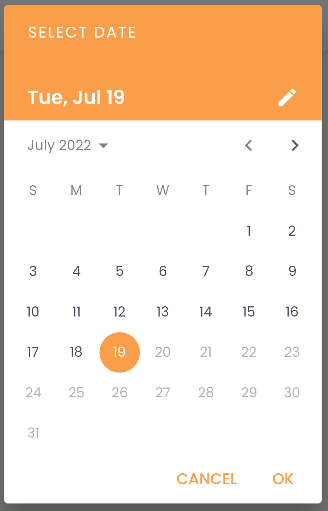 SELECT DATE
Tue, Jul 19
July 2022
S M T W T F S
1 2
3 4 5 6 7 8 9
10 11 12 13 14 15 16
17 18 19 20 21 22 23
24 25 26 27 28 29 30
31
CANCEL OK